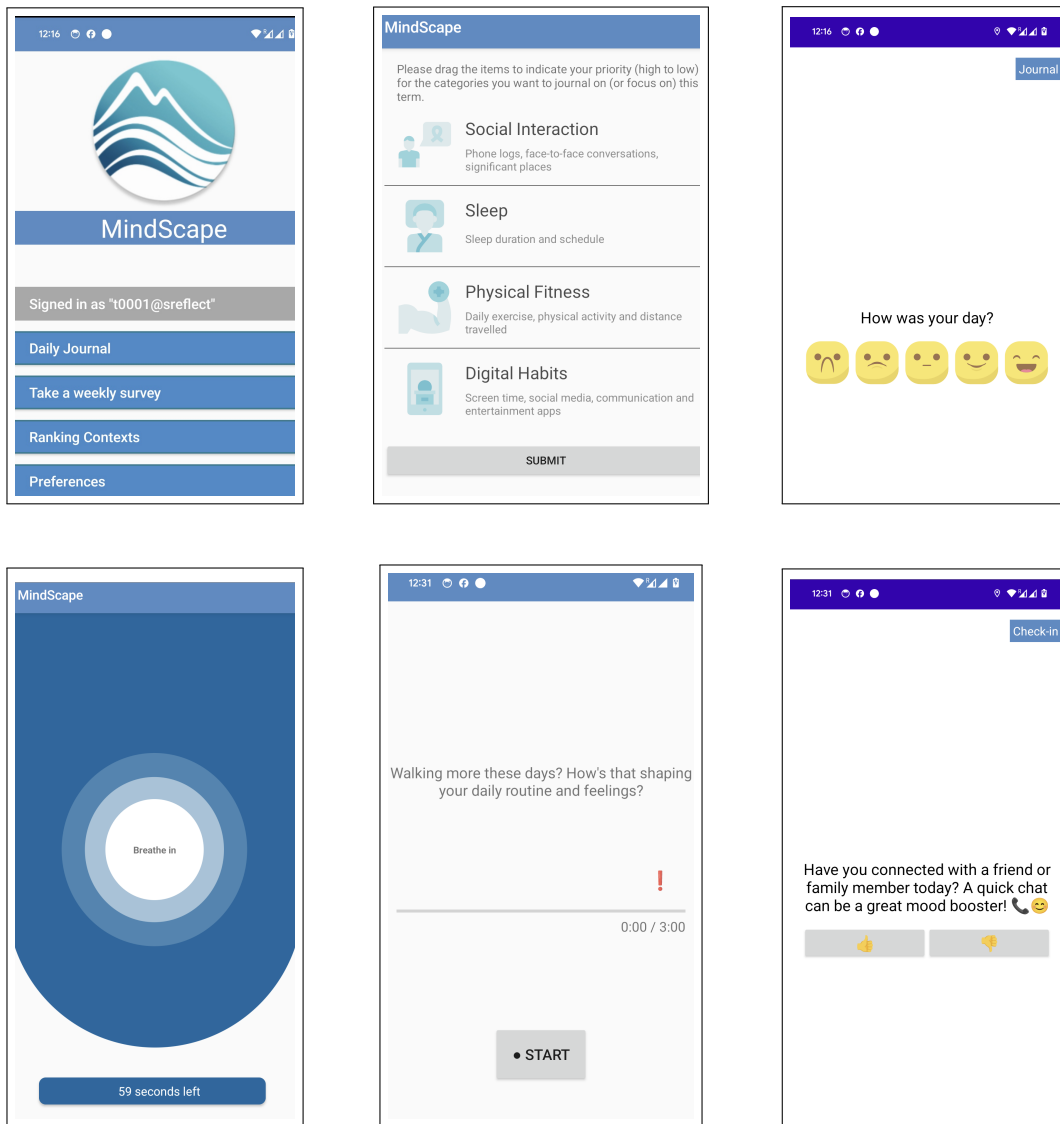 12:16
MindScape
Signed in as "t0001@sreflect"
Daily Journal
Take a weekly survey
Ranking Contexts
Preferences
MindScape
Please drag the items to indicate your priority (high to low)
for the categories you want to journal on (or focus on) this
term.
Social Interaction
Phone logs, face-to-face conversations,
significant places
Sleep
Sleep duration and schedule
Physical Fitness
Daily exercise, physical activity and distance
travelled
Digital Habits
Screen time, social media, communication and
entertainment apps
SUBMIT
12:16
Journal
How was your day?
MindScape
Breathe in
59 seconds left
12:31
Walking more these days? How's that shaping
your daily routine and feelings?
❗
0:00 / 3:00
● START
12:31
Check-in
Have you connected with a friend or
family member today? A quick chat
can be a great mood booster! 📞😊
👍 👎